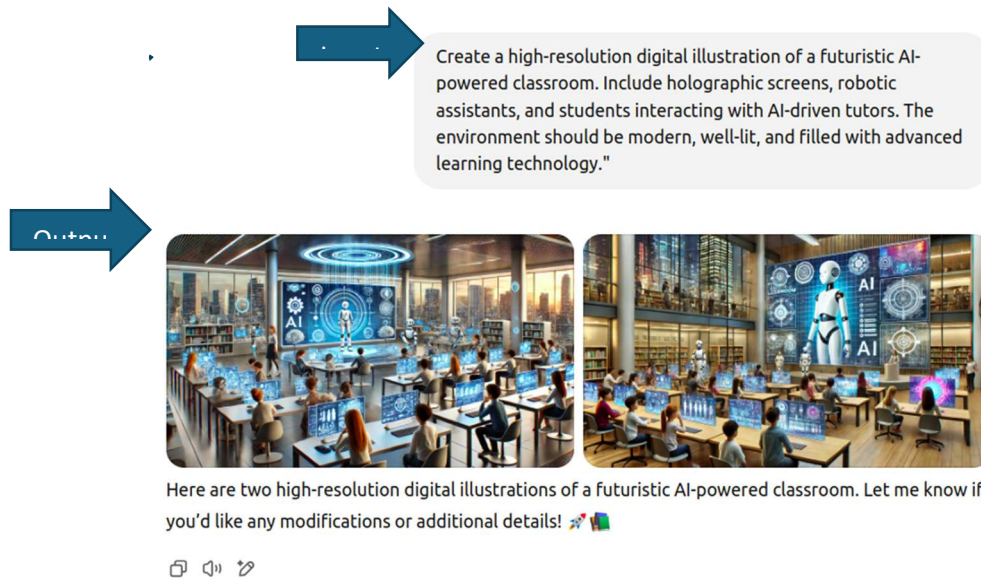 Create a high-resolution digital illustration of a futuristic AI-
powered classroom. Include holographic screens, robotic
assistants, and students interacting with AI-driven tutors. The
environment should be modern, well-lit, and filled with advanced
learning technology."
AI
AI
AI
Here are two high-resolution digital illustrations of a futuristic AI-powered classroom. Let me know if
you'd like any modifications or additional details! 🚀📚